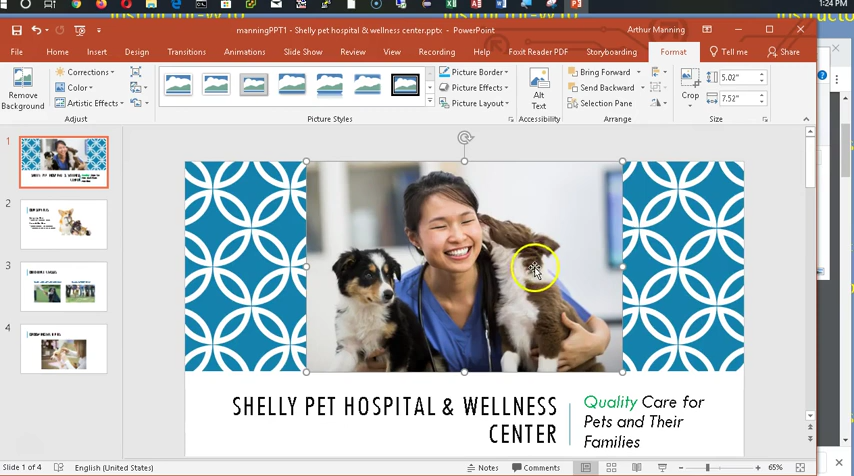 1:24 PM
manningPPT1 - Shelly pet hospital & wellness center.pptx - PowerPoint
Arthur Manning
File Home Insert Design Transitions Animations Slide Show Review View Recording Help Foxit Reader PDF Storyboarding Format Tell me Share
Remove Background
Corrections
Color
Artistic Effects
Adjust
Picture Styles
Picture Border
Picture Effects
Picture Layout
Alt Text
Accessibility
Bring Forward
Send Backward
Selection Pane
Arrange
Crop
5.02"
7.52"
Size
1
2
3
4
SHELLY PET HOSPITAL & WELLNESS
CENTER
Quality Care for
Pets and Their
Families
Slide 1 of 4
English (United States)
Notes
Comments
65%